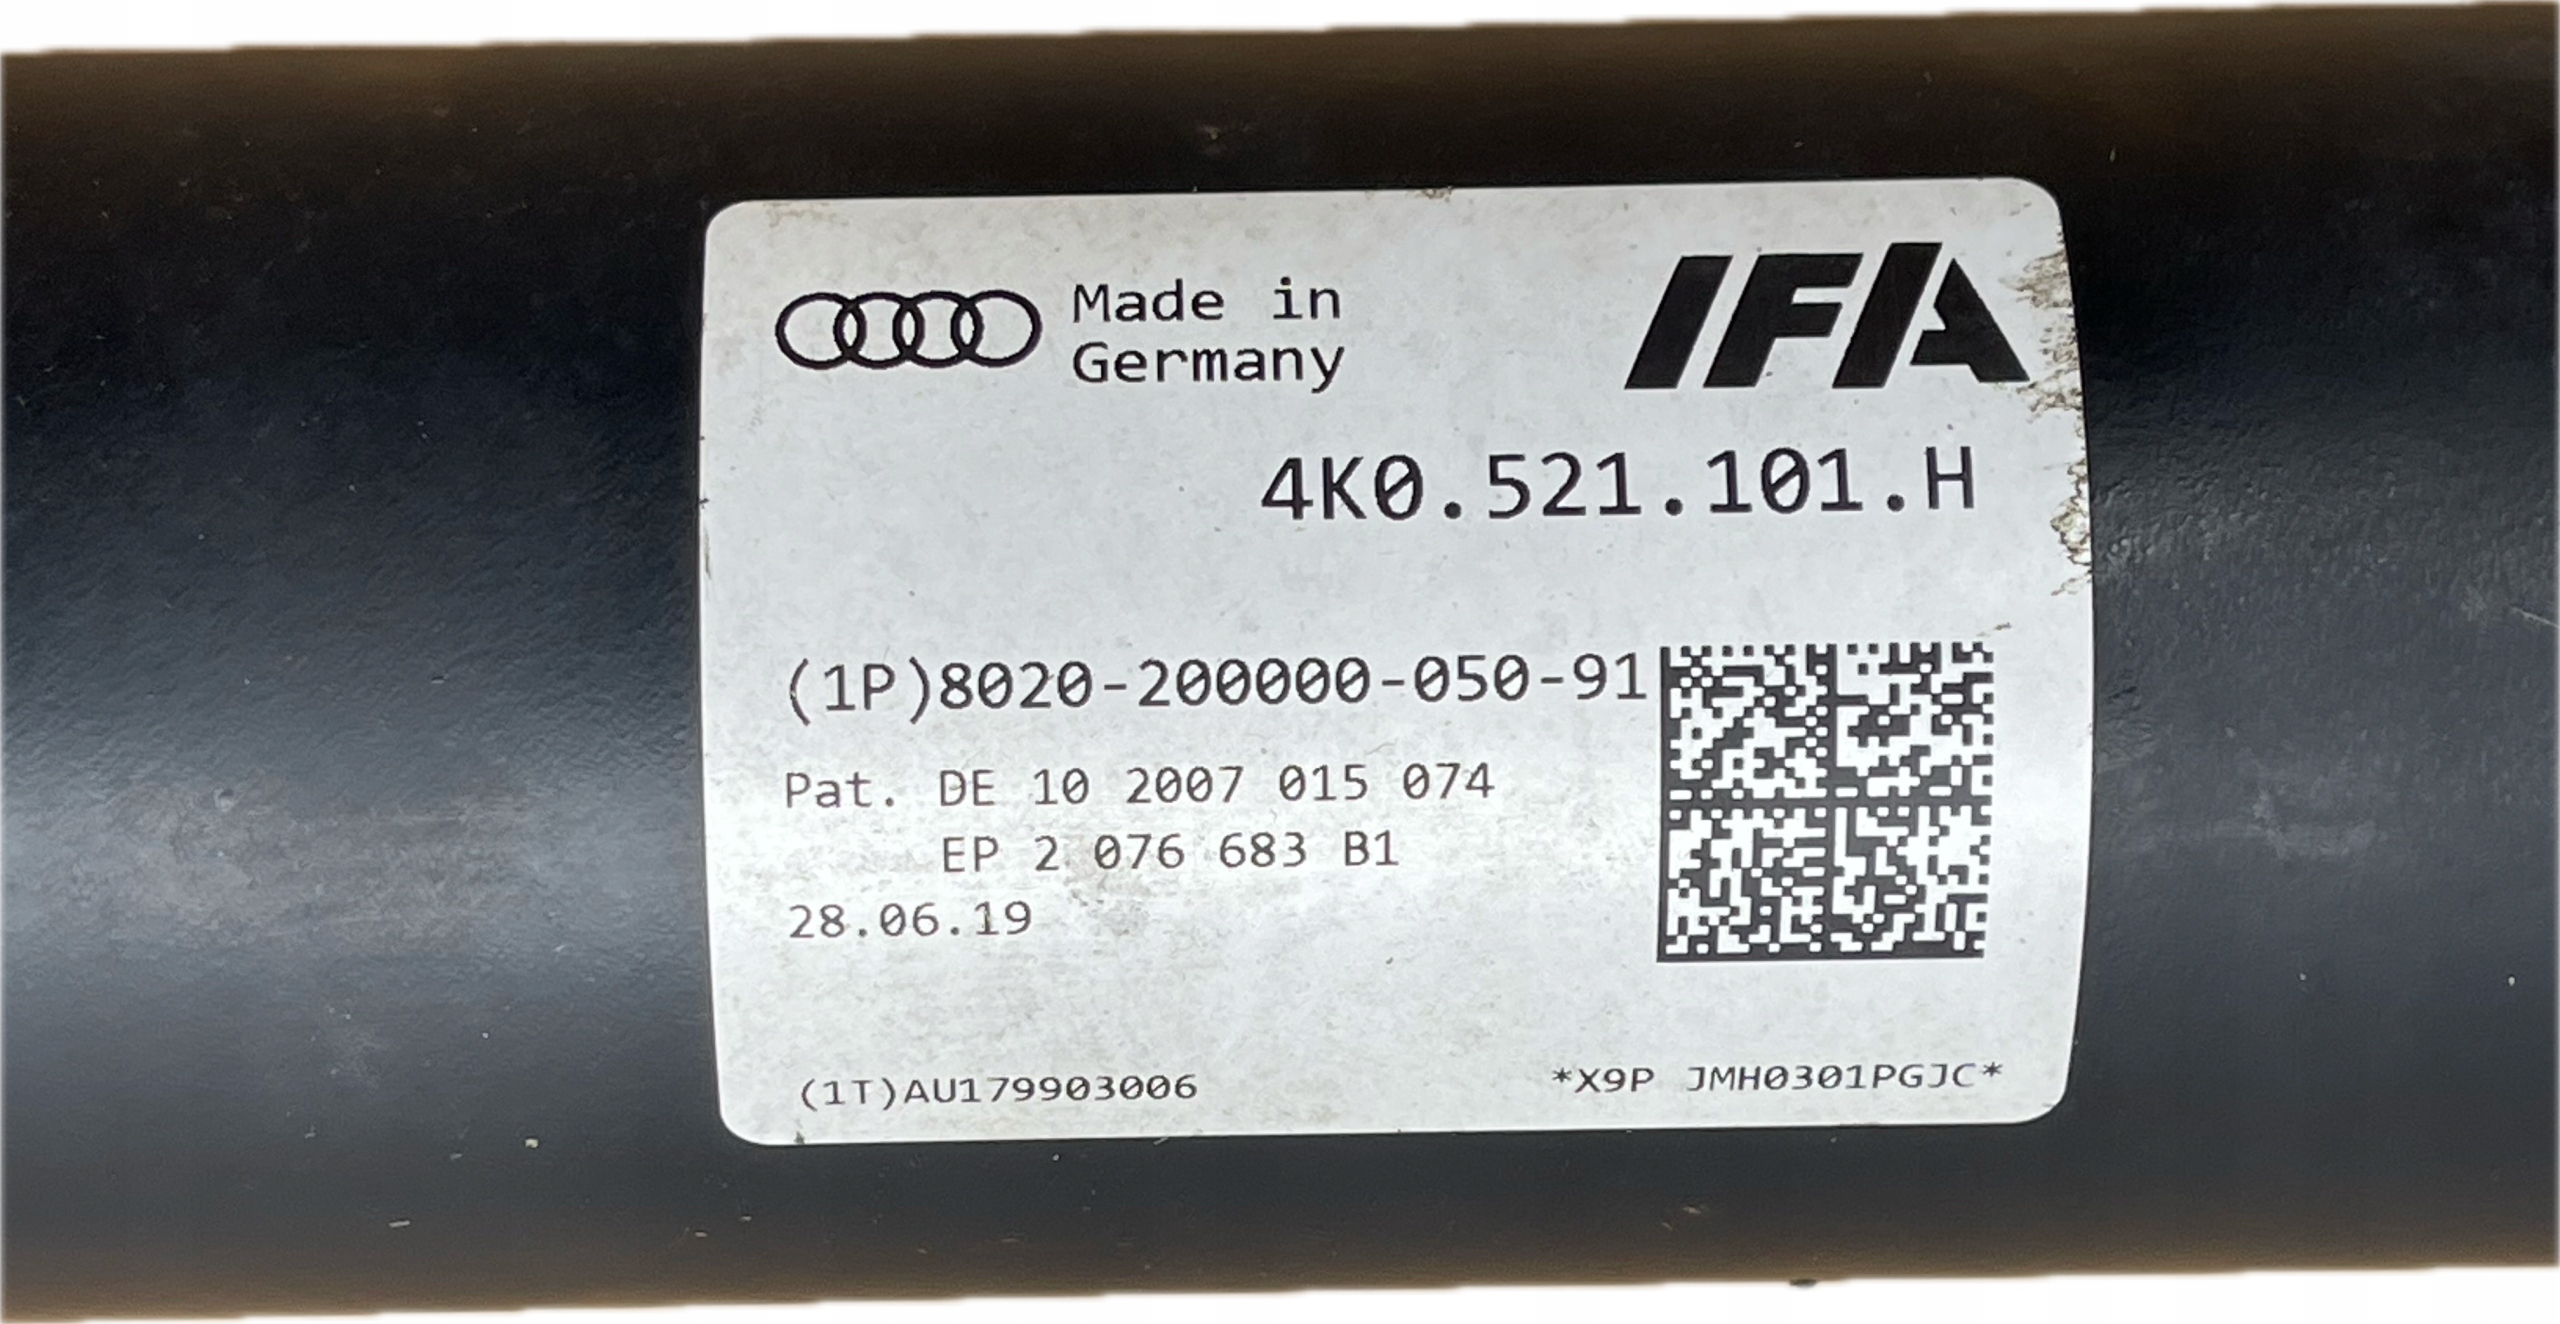 Made in
Germany
IFA
4K0.521.101.H
(1P)8020-200000-050-91
Pat. DE 10 2007 015 074
EP 2 076 683 B1
28.06.19
(1T)AU179903006
*X9P JMH0301PGJC*